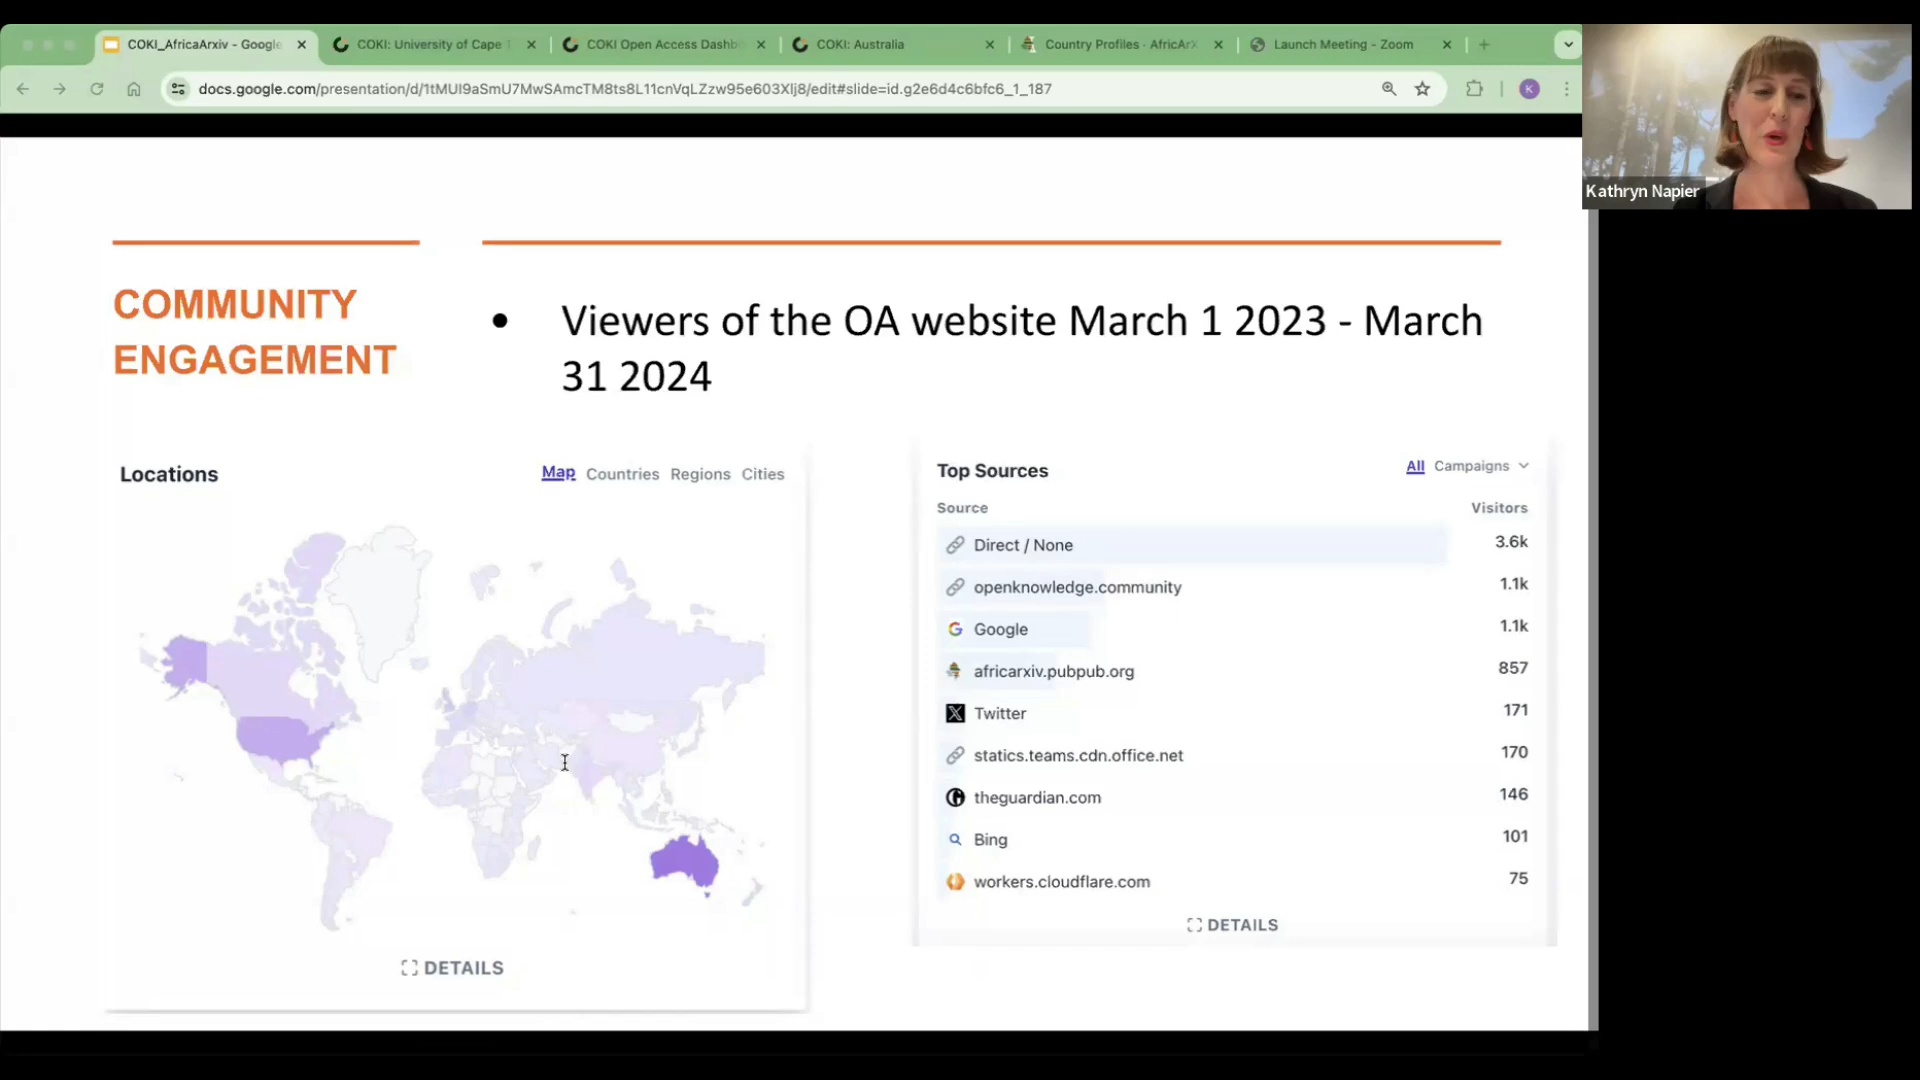 COKI_AfricaArxiv - Google
COKI: University of Cape
COKI Open Access Dashb
COKI: Australia
Country Profiles · AfricArX
Launch Meeting - Zoom
docs.google.com/presentation/d/1tMUI9aSmU7MwSAmcTM8ts8L11cnVqLZzw95e603Xlj8/edit#slide=id.g2e6d4c6bfc6_1_187
K
Kathryn Napier
COMMUNITY
ENGAGEMENT
• Viewers of the OA website March 1 2023 - March
31 2024
Locations
Map Countries Regions Cities
DETAILS
Top Sources
All Campaigns
Source Visitors
Direct / None 3.6k
openknowledge.community 1.1k
Google 1.1k
africarxiv.pubpub.org 857
Twitter 171
statics.teams.cdn.office.net 170
theguardian.com 146
Bing 101
workers.cloudflare.com 75
DETAILS